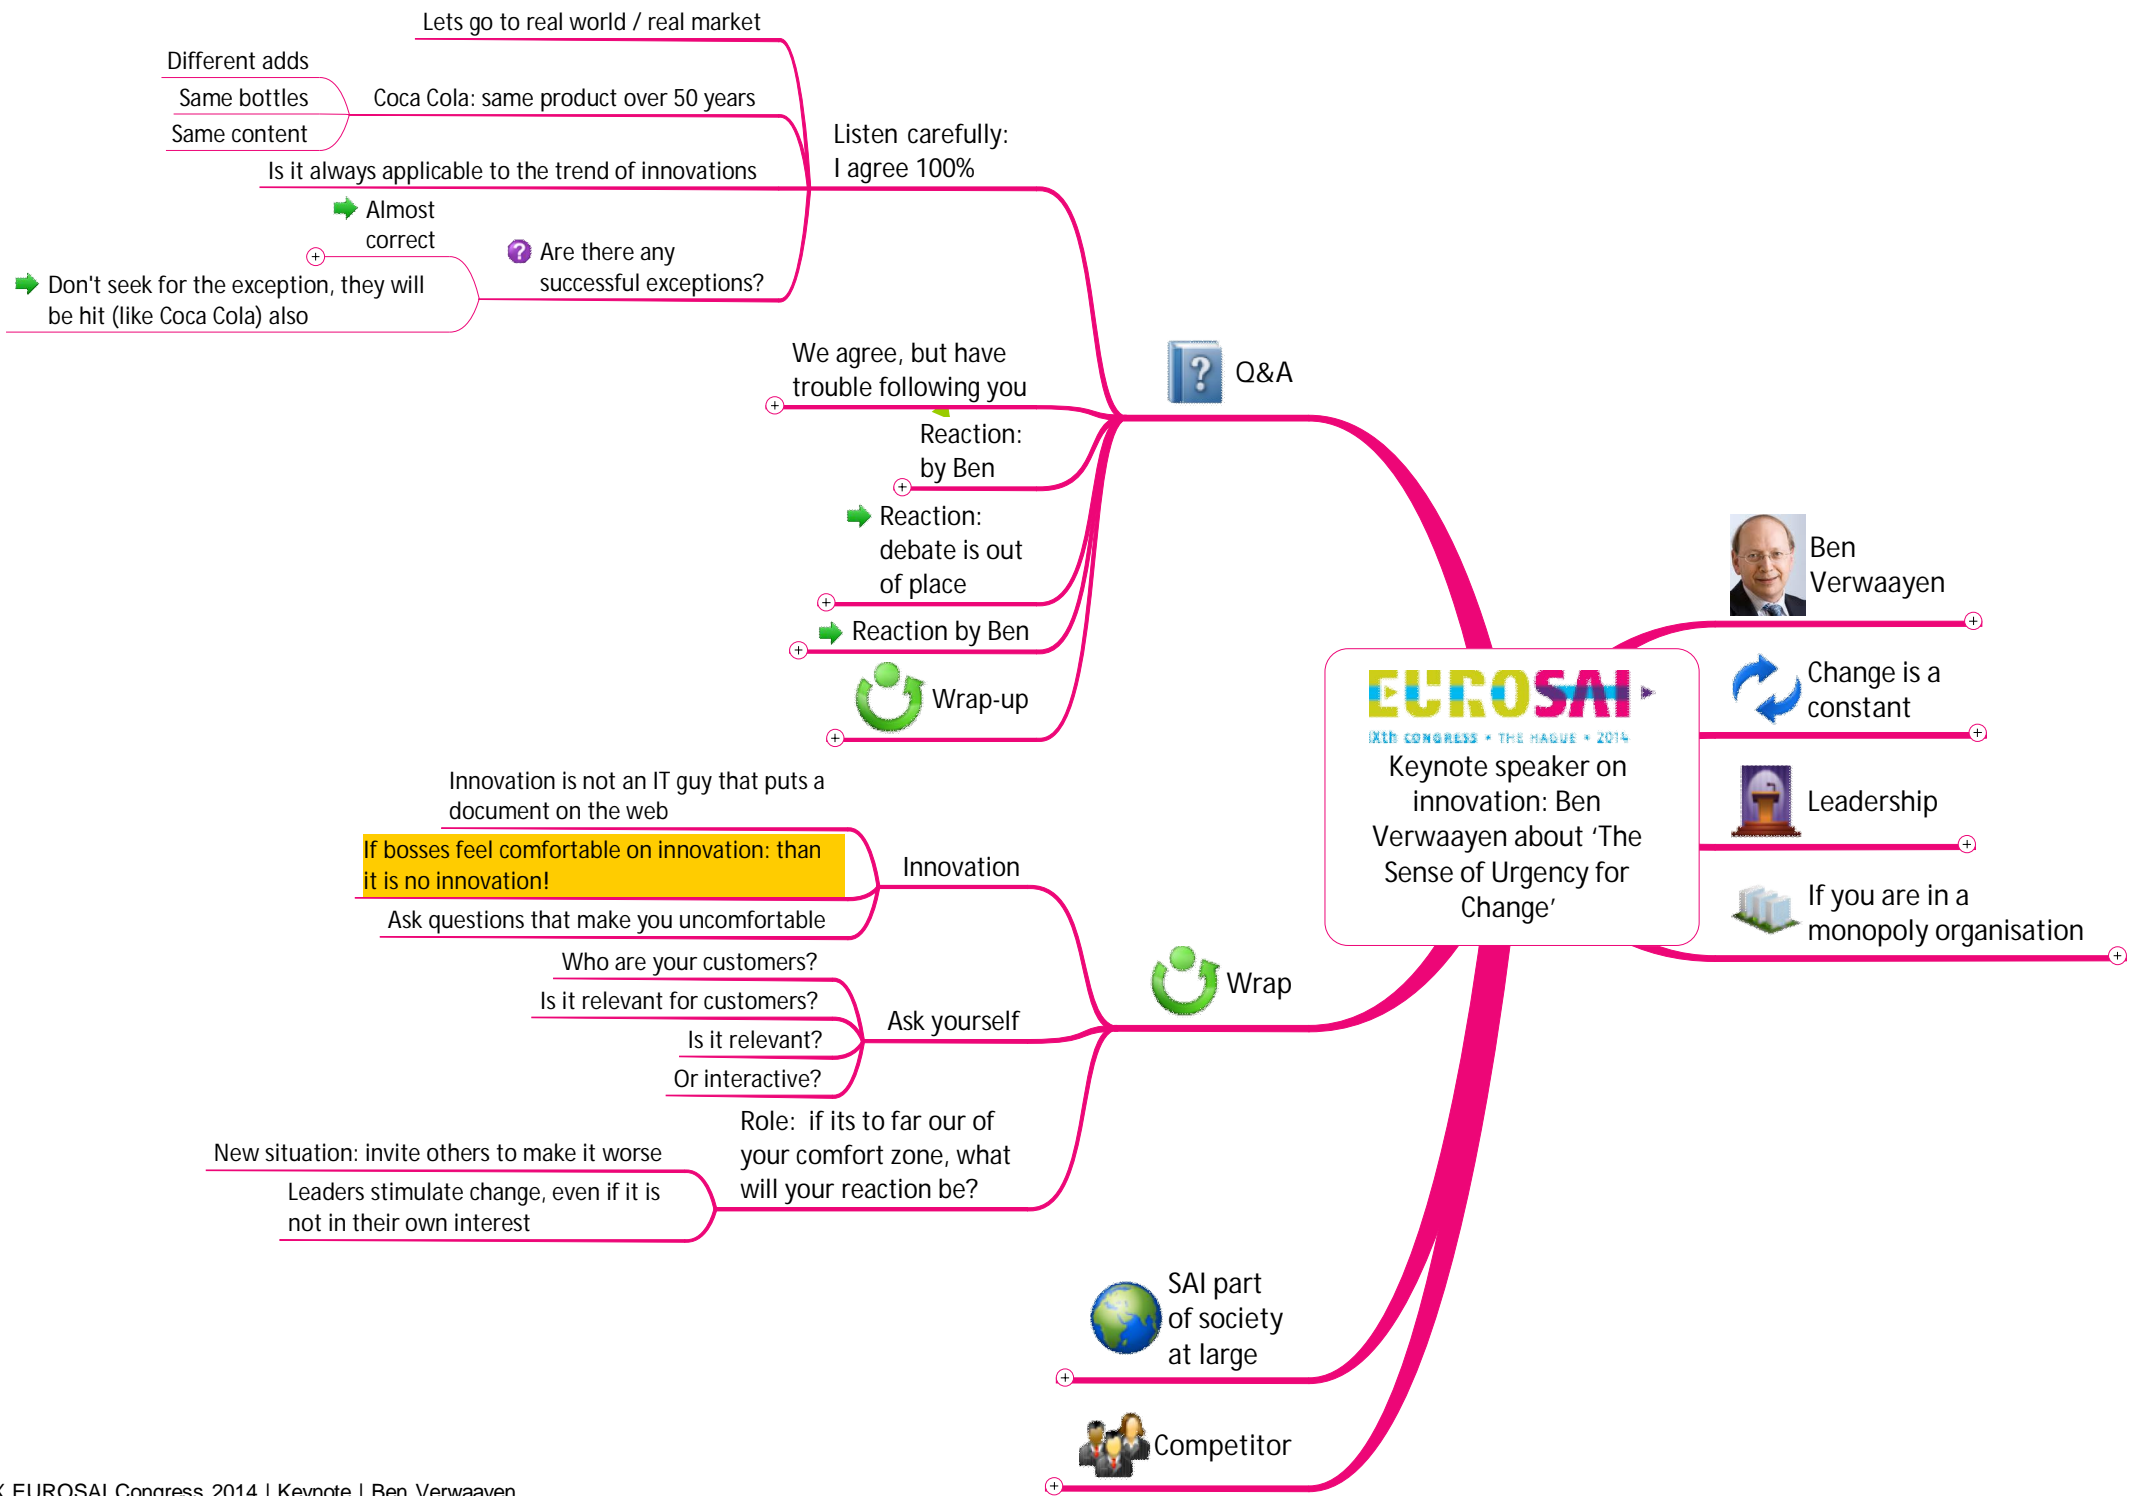 Lets go to real world / real market
Different adds
Same bottles
Same content
Coca Cola: same product over 50 years
Is it always applicable to the trend of innovations
Almost
correct
Don't seek for the exception, they will
be hit (like Coca Cola) also
Are there any
successful exceptions?
Listen carefully:
I agree 100%
We agree, but have
trouble following you
Reaction:
by Ben
Reaction:
debate is out
of place
Reaction by Ben
Wrap-up
Q&A
Innovation is not an IT guy that puts a
document on the web
If bosses feel comfortable on innovation: than
it is no innovation!
Ask questions that make you uncomfortable
Innovation
Who are your customers?
Is it relevant for customers?
Is it relevant?
Or interactive?
Ask yourself
New situation: invite others to make it worse
Leaders stimulate change, even if it is
not in their own interest
Role: if its to far our of
your comfort zone, what
will your reaction be?
Wrap
SAI part
of society
at large
Competitor
EUROSAI
IXth CONGRESS • THE HAGUE • 2014
Keynote speaker on
innovation: Ben
Verwaayen about ‘The
Sense of Urgency for
Change’
Ben
Verwaayen
Change is a
constant
Leadership
If you are in a
monopoly organisation
X EUROSAI Congress 2014 | Keynote | Ben Verwaayen